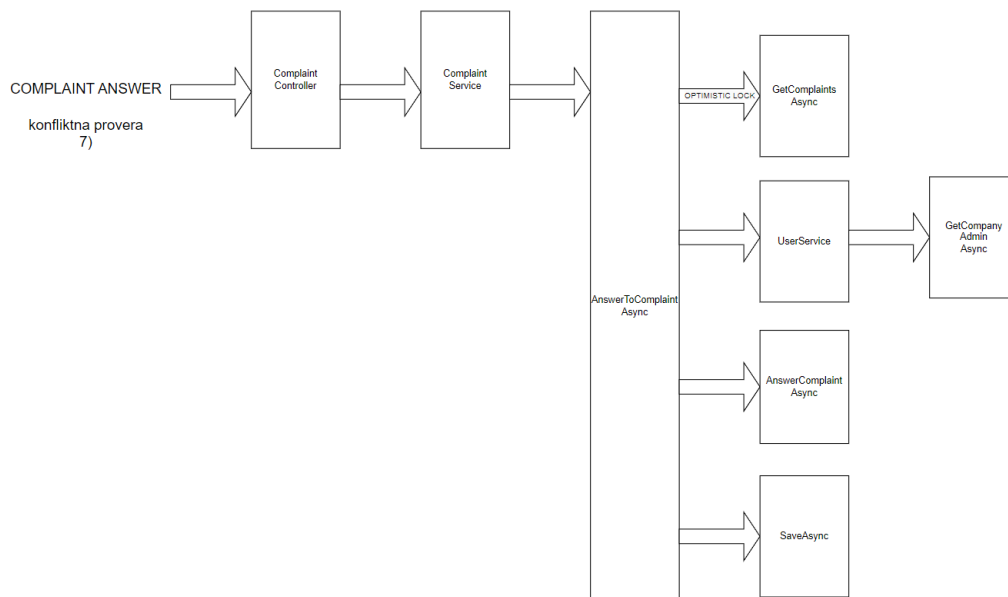 COMPLAINT ANSWER
konfliktna provera
7)
Complaint
Controller
Complaint
Service
AnswerToComplaint
Async
OPTIMISTIC LOCK
GetComplaints
Async
UserService
GetCompany
Admin
Async
AnswerComplaint
Async
SaveAsync